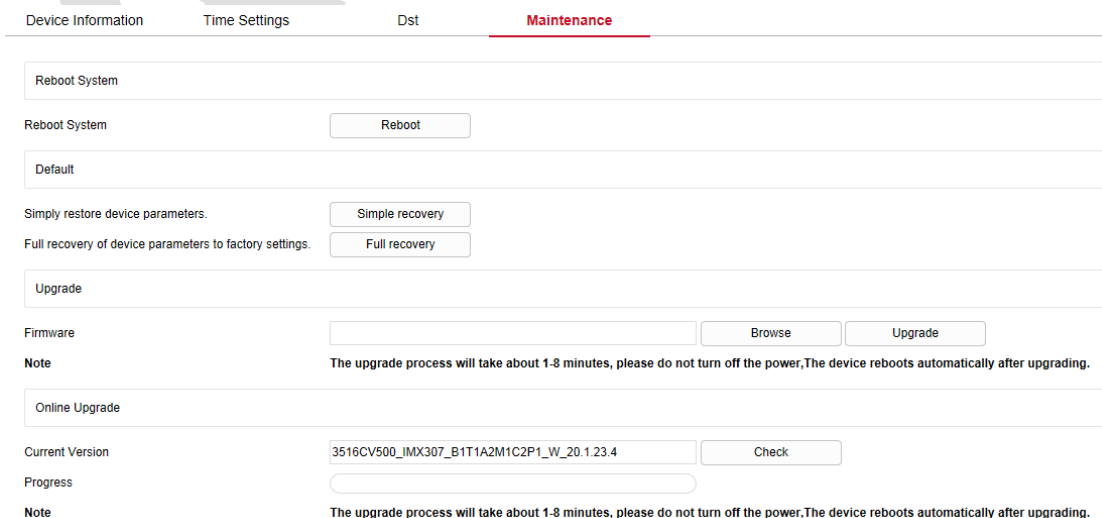 Device Information Time Settings Dst Maintenance
Reboot System
Reboot System Reboot
Default
Simply restore device parameters. Simple recovery
Full recovery of device parameters to factory settings. Full recovery
Upgrade
Firmware Browse Upgrade
Note The upgrade process will take about 1-8 minutes, please do not turn off the power,The device reboots automatically after upgrading.
Online Upgrade
Current Version 3516CV500_IMX307_B1T1A2M1C2P1_W_20.1.23.4 Check
Progress
Note The upgrade process will take about 1-8 minutes, please do not turn off the power,The device reboots automatically after upgrading.